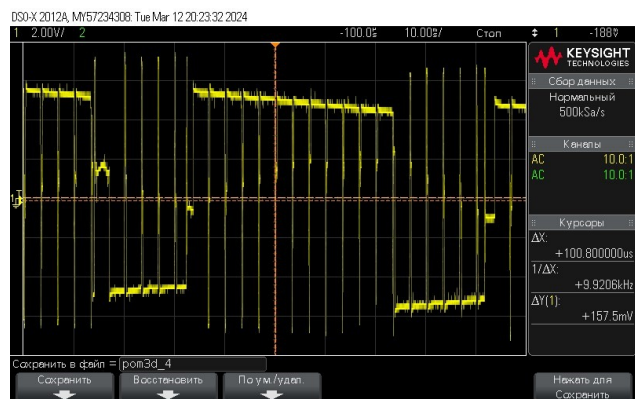 DSO-X 2012A, MY57234308: Tue Mar 12 20:23:32 2024
1 2.00V/ 2 -100.0s 10.00s/ Стоп 1 -188V
KEYSIGHT
TECHNOLOGIES
Сбор данных
Нормальный
500kSa/s
Каналы
AC 10.0:1
AC 10.0:1
Курсоры
ΔX:
+100.800000us
1/ΔX:
+9.9206kHz
ΔY(1):
+157.5mV
Сохранить в файл = pom3d_4
Сохранить Восстановить По ум./удал. Нажать для
Сохранить